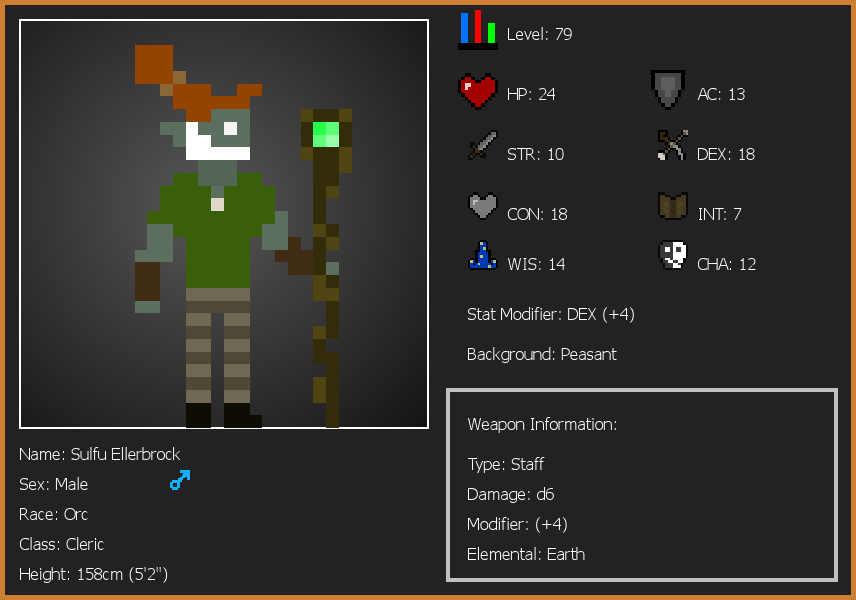 Level: 79
HP: 24
AC: 13
STR: 10
DEX: 18
CON: 18
INT: 7
WIS: 14
CHA: 12
Stat Modifier: DEX (+4)
Background: Peasant
Weapon Information:
Type: Staff
Damage: d6
Modifier: (+4)
Elemental: Earth
Name: Sulfu Ellerbrock
Sex: Male
Race: Orc
Class: Cleric
Height: 158cm (5'2")